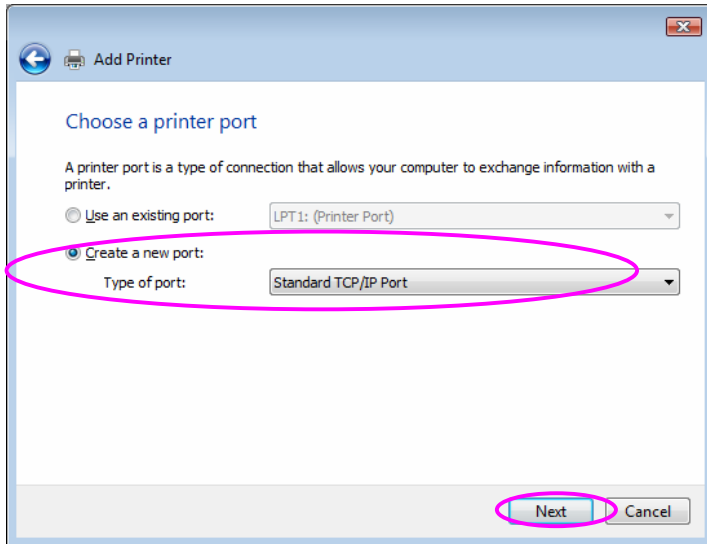 Add Printer
Choose a printer port
A printer port is a type of connection that allows your computer to exchange information with a
printer.
Use an existing port: LPT1: (Printer Port)
Create a new port:
Type of port: Standard TCP/IP Port
Next Cancel